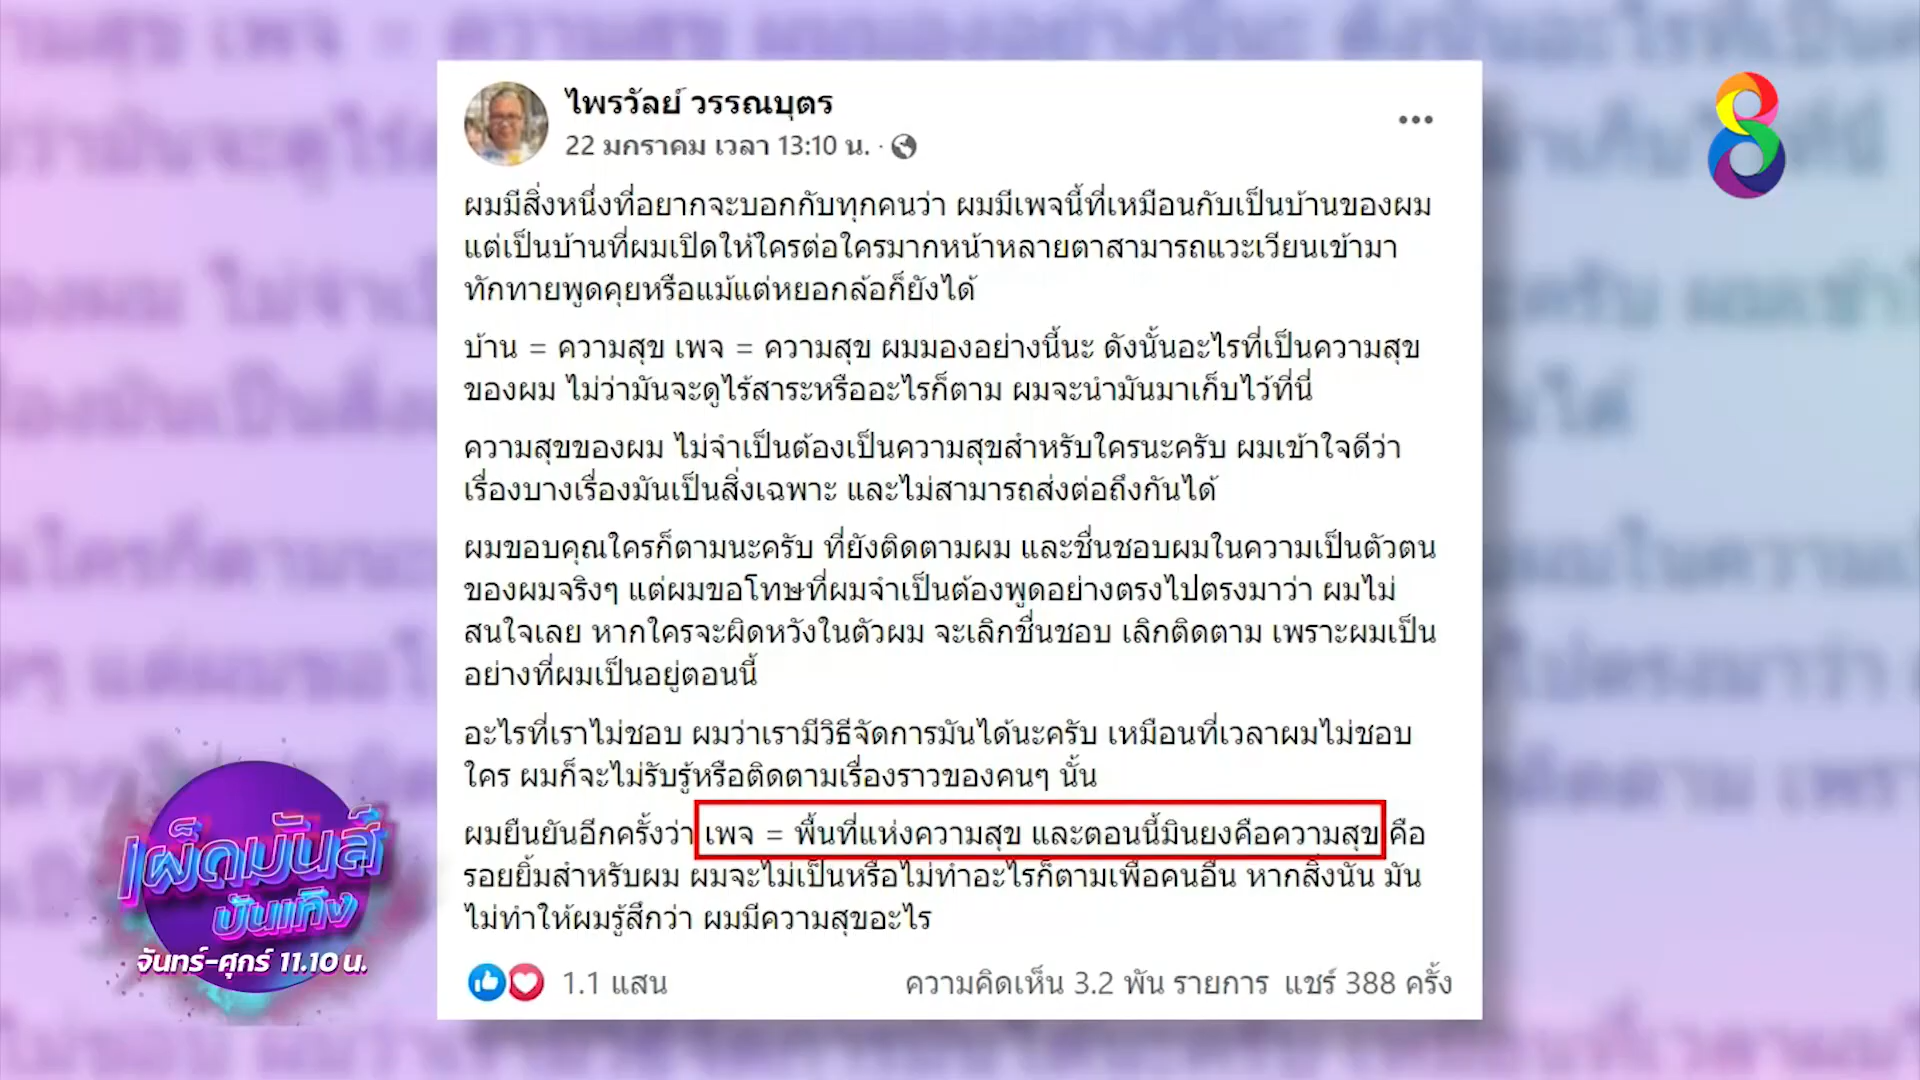 ไพรวัลย์ วรรณบุตร
22 มกราคม เวลา 13:10 น. ·
8
ผมมีสิ่งหนึ่งที่อยากจะบอกกับทุกคนว่า ผมมีเพจนี้ที่เหมือนกับเป็นบ้านของผม
แต่เป็นบ้านที่ผมเปิดให้ใครต่อใครมากหน้าหลายตาสามารถแวะเวียนเข้ามา
ทักทายพูดคุยหรือแม้แต่หยอกล้อก็ยังได้
บ้าน = ความสุข เพจ = ความสุข ผมมองอย่างนี้นะ ดังนั้นอะไรที่เป็นความสุข
ของผม ไม่ว่ามันจะดูไร้สาระหรืออะไรก็ตาม ผมจะนำมันมาเก็บไว้ที่นี่
ความสุขของผม ไม่จำเป็นต้องเป็นความสุขสำหรับใครนะครับ ผมเข้าใจดีว่า
เรื่องบางเรื่องมันเป็นสิ่งเฉพาะ และไม่สามารถส่งต่อถึงกันได้
ผมขอบคุณใครก็ตามนะครับ ที่ยังติดตามผม และชื่นชอบผมในความเป็นตัวตน
ของผมจริงๆ แต่ผมขอโทษที่ผมจำเป็นต้องพูดอย่างตรงไปตรงมาว่า ผมไม่
สนใจเลย หากใครจะผิดหวังในตัวผม จะเลิกชื่นชอบ เลิกติดตาม เพราะผมเป็น
อย่างที่ผมเป็นอยู่ตอนนี้
อะไรที่เราไม่ชอบ ผมว่าเรามีวิธีจัดการมันได้นะครับ เหมือนที่เวลาผมไม่ชอบ
ใคร ผมก็จะไม่รับรู้หรือติดตามเรื่องราวของคนๆ นั้น
ผมยืนยันอีกครั้งว่า เพจ = พื้นที่แห่งความสุข และตอนนี้มินยงคือความสุข คือ
รอยยิ้มสำหรับผม ผมจะไม่เป็นหรือไม่ทำอะไรก็ตามเพื่อคนอื่น หากสิ่งนั้น มัน
ไม่ทำให้ผมรู้สึกว่า ผมมีความสุขอะไร
1.1 แสน ความคิดเห็น 3.2 พัน รายการ แชร์ 388 ครั้ง
เผ็ดมันส์
บันเทิง
จันทร์-ศุกร์ 11.10 น.